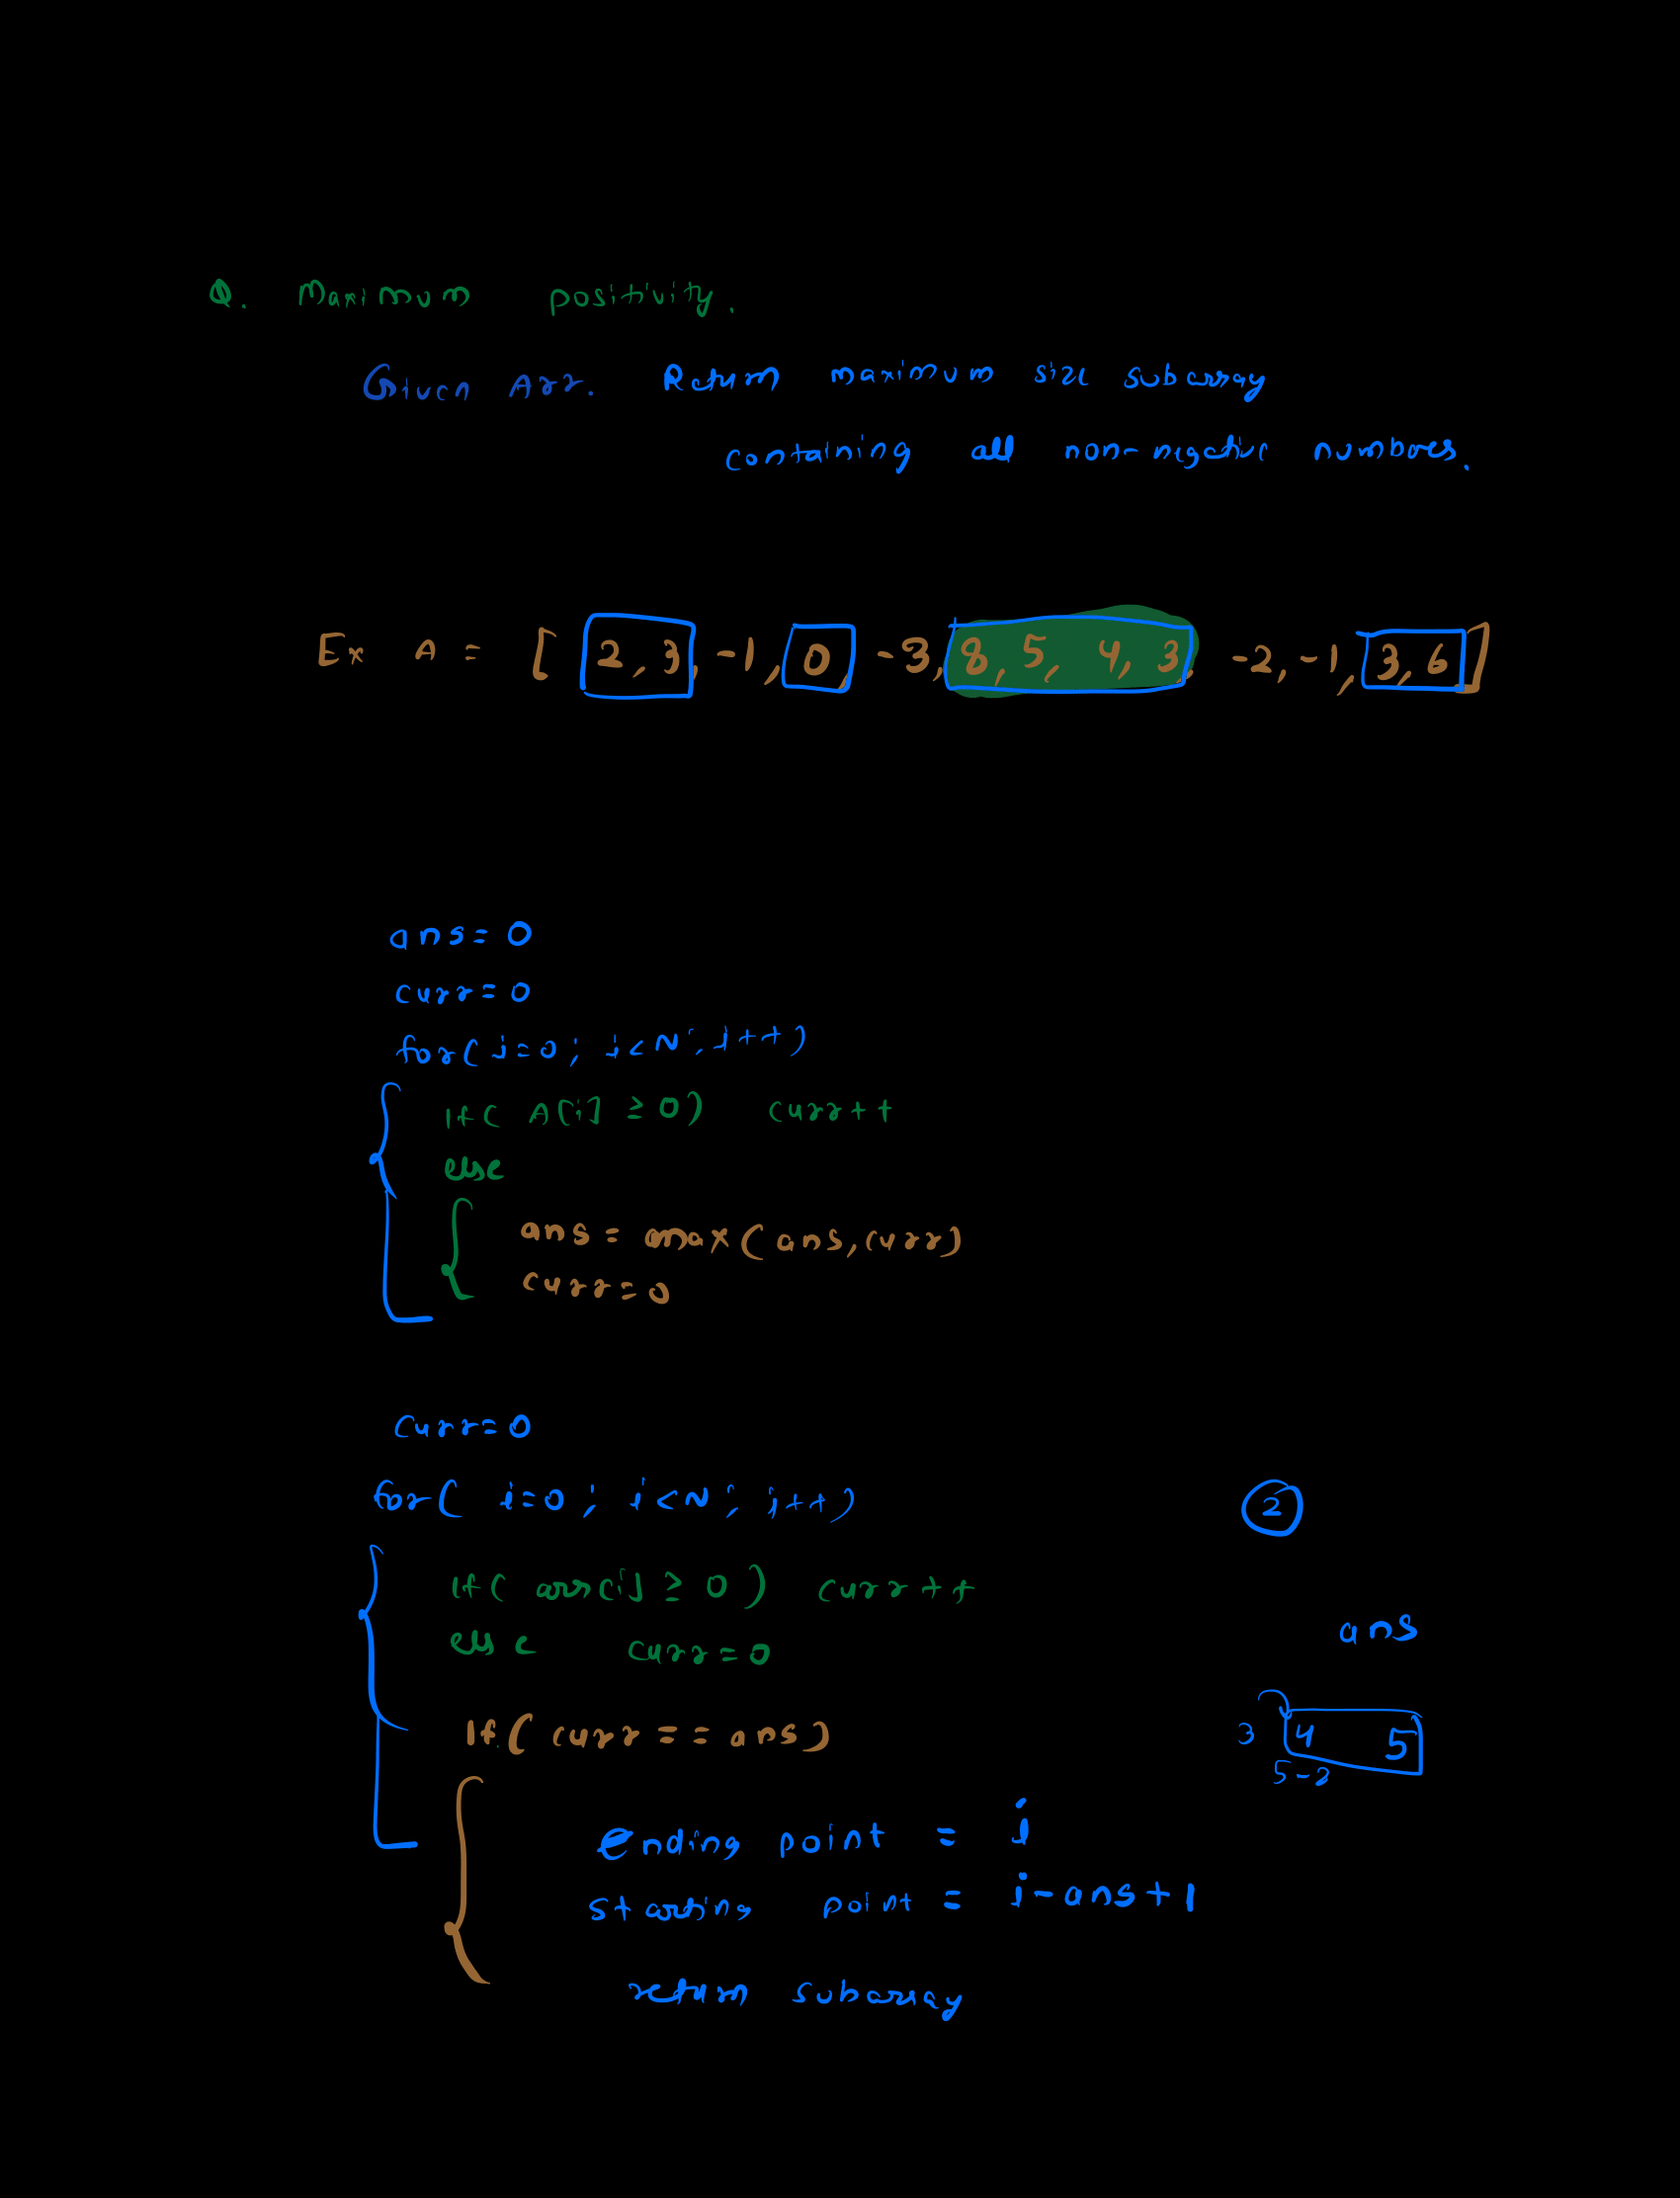 Q. Maximum positivity.
Given Arr. Return maximum size subarray
containing all non-negative numbers.
Ex A = [ 2, 3, -1, 0, -3, 8, 5, 4, 3, -2, -1, 3, 6 ]
ans = 0
curr = 0
for( i=0; i<N; i++)
{
if( A[i] ≥ 0) curr++
else
{ ans = max(ans, curr)
curr = 0
curr = 0
for( i=0; i<N; i++)
2
{
if( arr[i] ≥ 0 ) curr++
else curr = 0
ans
If( curr == ans)
3 4 5
5-2
{
ending point = i
starting point = i-ans+1
return subarray